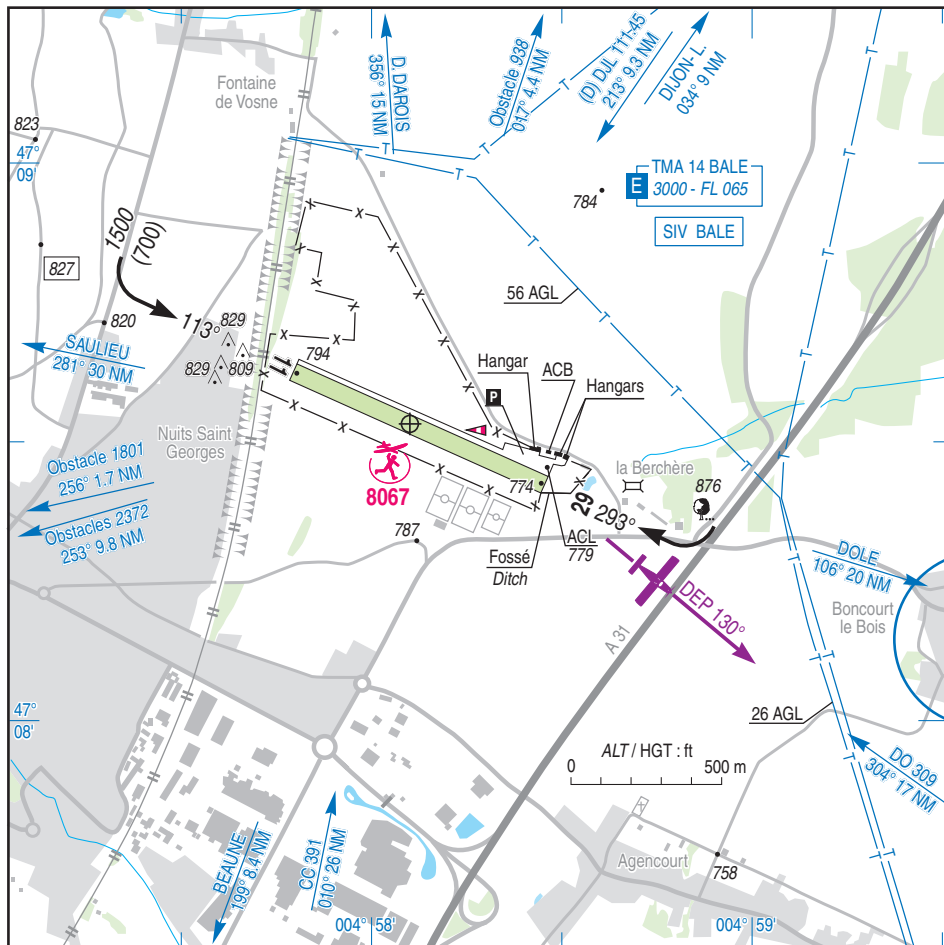 Fontaine
de Vosne
D. DAROIS
356° 15 NM
Obstacle 938
017° 4.4 NM
(D) DJL 111.45
213° 9.3 NM
DIJON- L.
034° 9 NM
823
47°
09'
TMA 14 BALE
E
3000 - FL 065
784
SIV BALE
1500
(700)
827
56 AGL
820
113°
829
SAULIEU
281° 30 NM
829
809
11
794
Hangar
ACB
Hangars
P
Nuits Saint
Georges
Obstacle 1801
256° 1.7 NM
Obstacles 2372
253° 9.8 NM
8067
774
la Berchère
876
29
293°
787
Fossé
Ditch
ACL
779
DOLE
106° 20 NM
DEP 130°
Boncourt
le Bois
A 31
47°
08'
26 AGL
ALT / HGT : ft
0
500 m
DO 309
304° 17 NM
BEAUNE
199° 8.4 NM
CC 391
010° 26 NM
Agencourt
758
004° 58'
004° 59'